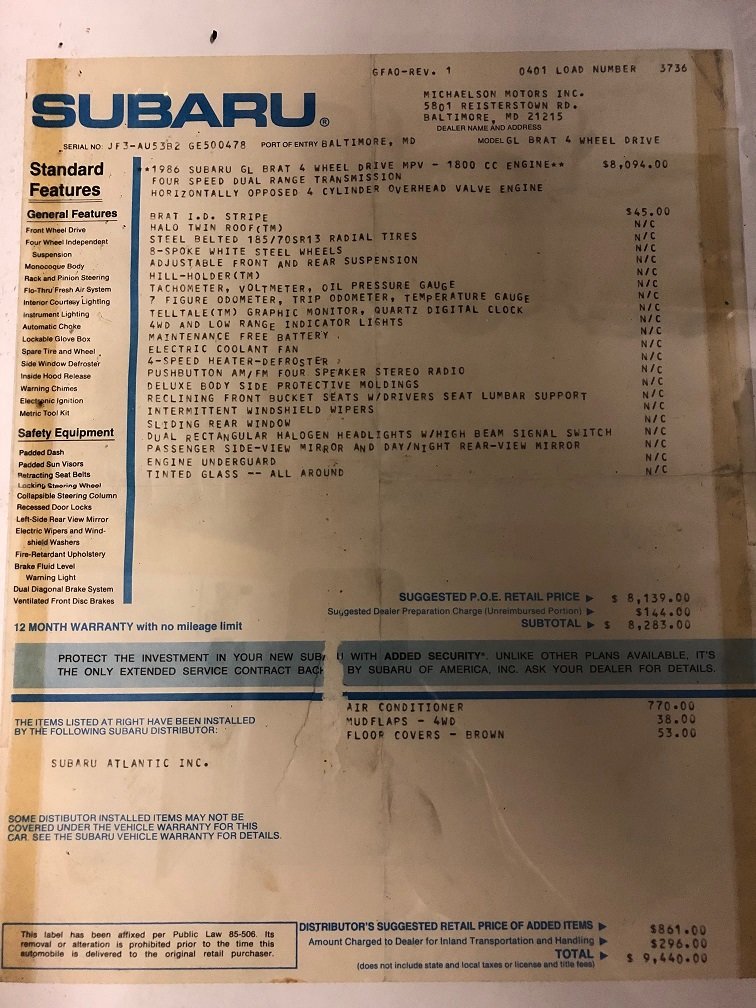 GFAO-REV. 1 0401 LOAD NUMBER 3736
SUBARU®
MICHAELSON MOTORS INC.
5801 REISTERSTOWN RD.
BALTIMORE, MD 21215
DEALER NAME AND ADDRESS
SERIAL NO: JF3-AU53B2 GE500478 PORT OF ENTRY BALTIMORE, MD MODEL GL BRAT 4 WHEEL DRIVE
Standard
Features
General Features
Front Wheel Drive
Four Wheel Independent
Suspension
Monocoque Body
Rack and Pinion Steering
Flo-Thru Fresh Air System
Interior Courtesy Lighting
Instrument Lighting
Automatic Choke
Lockable Glove Box
Spare Tire and Wheel
Side Window Defroster
Inside Hood Release
Warning Chimes
Electronic Ignition
Metric Tool Kit
Safety Equipment
Padded Dash
Padded Sun Visors
Retracting Seat Belts
Locking Steering Wheel
Collapsible Steering Column
Recessed Door Locks
Left-Side Rear View Mirror
Electric Wipers and Wind-
shield Washers
Fire-Retardant Upholstery
Brake Fluid Level
Warning Light
Dual Diagonal Brake System
Ventilated Front Disc Brakes
**1986 SUBARU GL BRAT 4 WHEEL DRIVE MPV - 1800 CC ENGINE** $8,094.00
FOUR SPEED DUAL RANGE TRANSMISSION
HORIZONTALLY OPPOSED 4 CYLINDER OVERHEAD VALVE ENGINE
BRAT I.D. STRIPE $45.00
HALO TWIN ROOF(TM) N/C
STEEL BELTED 185/70SR13 RADIAL TIRES N/C
8-SPOKE WHITE STEEL WHEELS N/C
ADJUSTABLE FRONT AND REAR SUSPENSION N/C
HILL-HOLDER(TM) N/C
TACHOMETER, VOLTMETER, OIL PRESSURE GAUGE N/C
7 FIGURE ODOMETER, TRIP ODOMETER, TEMPERATURE GAUGE N/C
TELLTALE(TM) GRAPHIC MONITOR, QUARTZ DIGITAL CLOCK N/C
4WD AND LOW RANGE INDICATOR LIGHTS N/C
MAINTENANCE FREE BATTERY N/C
ELECTRIC COOLANT FAN N/C
4-SPEED HEATER-DEFROSTER N/C
PUSHBUTTON AM/FM FOUR SPEAKER STEREO RADIO N/C
DELUXE BODY SIDE PROTECTIVE MOLDINGS N/C
RECLINING FRONT BUCKET SEATS W/DRIVERS SEAT LUMBAR SUPPORT N/C
INTERMITTENT WINDSHIELD WIPERS N/C
SLIDING REAR WINDOW N/C
DUAL RECTANGULAR HALOGEN HEADLIGHTS W/HIGH BEAM SIGNAL SWITCH N/C
PASSENGER SIDE-VIEW MIRROR AND DAY/NIGHT REAR-VIEW MIRROR N/C
ENGINE UNDERGUARD N/C
TINTED GLASS -- ALL AROUND N/C
SUGGESTED P.O.E. RETAIL PRICE ▶ $ 8,139.00
Suggested Dealer Preparation Charge (Unreimbursed Portion) ▶ $144.00
SUBTOTAL ▶ $ 8,283.00
12 MONTH WARRANTY with no mileage limit
PROTECT THE INVESTMENT IN YOUR NEW SUBA U WITH ADDED SECURITY®. UNLIKE OTHER PLANS AVAILABLE, IT'S
THE ONLY EXTENDED SERVICE CONTRACT BACK BY SUBARU OF AMERICA, INC. ASK YOUR DEALER FOR DETAILS.
THE ITEMS LISTED AT RIGHT HAVE BEEN INSTALLED
BY THE FOLLOWING SUBARU DISTRIBUTOR:
SUBARU ATLANTIC INC.
AIR CONDITIONER 770.00
MUDFLAPS - 4WD 38.00
FLOOR COVERS - BROWN 53.00
SOME DISTIBUTOR INSTALLED ITEMS MAY NOT BE
COVERED UNDER THE VEHICLE WARRANTY FOR THIS
CAR. SEE THE SUBARU VEHICLE WARRANTY FOR DETAILS.
This label has been affixed per Public Law 85-506. Its
removal or alteration is prohibited prior to the time this
automobile is delivered to the original retail purchaser.
DISTRIBUTOR'S SUGGESTED RETAIL PRICE OF ADDED ITEMS ▶ $861.00
Amount Charged to Dealer for Inland Transportation and Handling ▶ $296.00
TOTAL ▶ $ 9,440.00
(does not include state and local taxes or license and title fees)